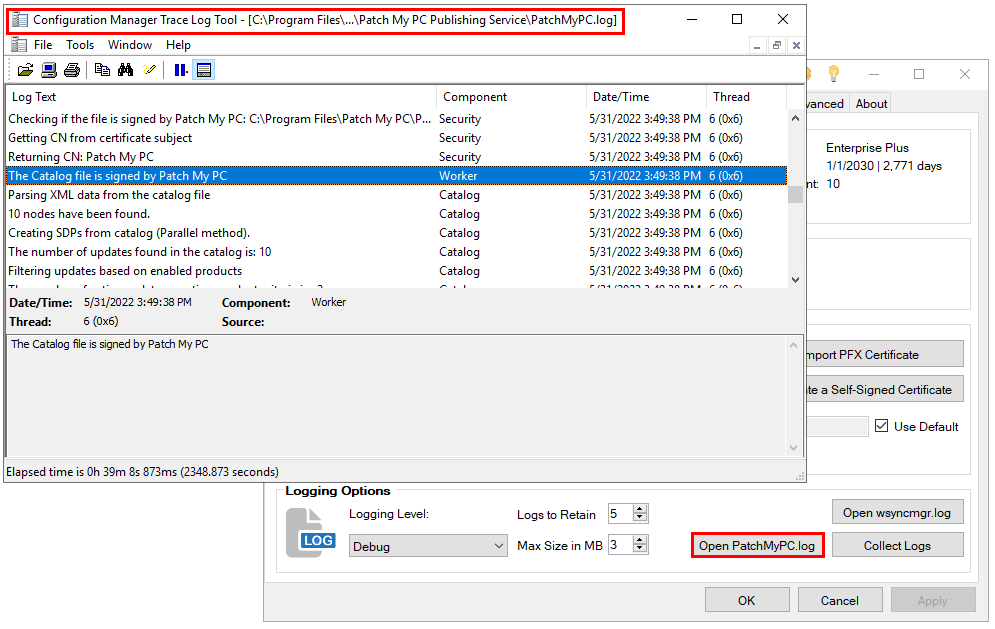 Configuration Manager Trace Log Tool - [C:\Program Files\...\Patch My PC Publishing Service\PatchMyPC.log]
File Tools Window Help
Log Text Component Date/Time Thread
Checking if the file is signed by Patch My PC: C:\Program Files\Patch My PC\P... Security 5/31/2022 3:49:38 PM 6 (0x6)
Getting CN from certificate subject Security 5/31/2022 3:49:38 PM 6 (0x6)
Returning CN: Patch My PC Security 5/31/2022 3:49:38 PM 6 (0x6)
The Catalog file is signed by Patch My PC Worker 5/31/2022 3:49:38 PM 6 (0x6)
Parsing XML data from the catalog file Catalog 5/31/2022 3:49:38 PM 6 (0x6)
10 nodes have been found. Catalog 5/31/2022 3:49:38 PM 6 (0x6)
Creating SDPs from catalog (Parallel method). Catalog 5/31/2022 3:49:38 PM 6 (0x6)
The number of updates found in the catalog is: 10 Catalog 5/31/2022 3:49:38 PM 6 (0x6)
Filtering updates based on enabled products Catalog 5/31/2022 3:49:38 PM 6 (0x6)
Date/Time: 5/31/2022 3:49:38 PM Component: Worker
Thread: 6 (0x6) Source:
The Catalog file is signed by Patch My PC
Elapsed time is 0h 39m 8s 873ms (2348.873 seconds)
vanced About
Enterprise Plus
1/1/2030 | 2,771 days
nt: 10
mport PFX Certificate
te a Self-Signed Certificate
Use Default
Logging Options
LOG
Logging Level:
Debug
Logs to Retain 5
Max Size in MB 3
Open wsyncmgr.log
Open PatchMyPC.log
Collect Logs
OK Cancel Apply